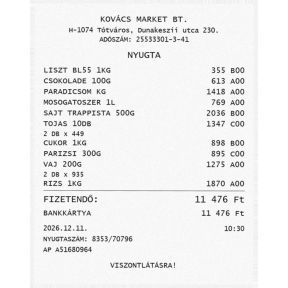 KOVÁCS MARKET BT.
H-1074 Tótváros, Dunakeszii utca 230.
ADÓSZÁM: 25533301-3-41
NYUGTA
LISZT BL55 1KG 355 B00
CSOKOLADE 100G 613 A00
PARADICSOM KG 1418 A00
MOSOGATOSZER 1L 769 A00
SAJT TRAPPISTA 500G 2036 B00
TOJAS 10DB 1347 C00
2 DB x 449
CUKOR 1KG 898 B00
PARIZSI 300G 895 C00
VAJ 200G 1275 A00
2 DB x 935
RIZS 1KG 1870 A00
FIZETENDŐ: 11 476 Ft
BANKKÁRTYA 11 476 Ft
2026.12.11. 10:30
NYUGTASZÁM: 8353/70796
AP A51680964
VISZONTLÁTÁSRA!